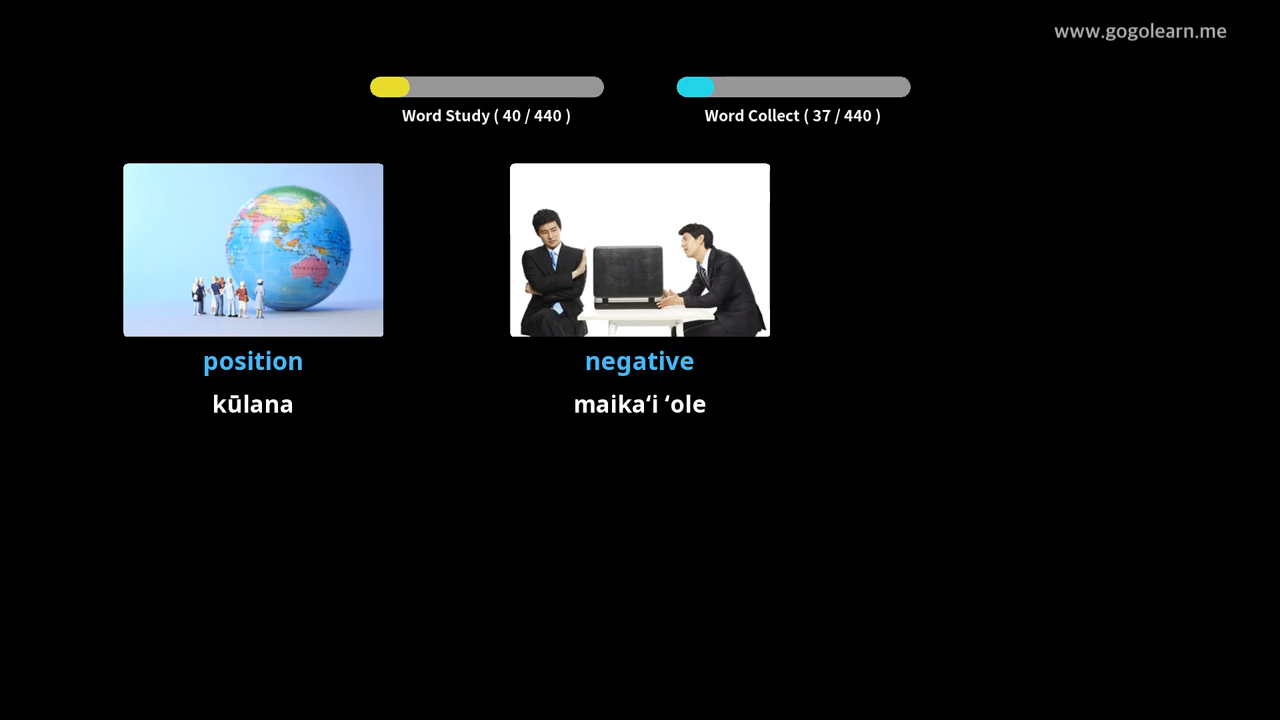 www.gogolearn.me
Word Study ( 40 / 440 )
Word Collect ( 37 / 440 )
position
negative
kūlana
maikaʻi ʻole